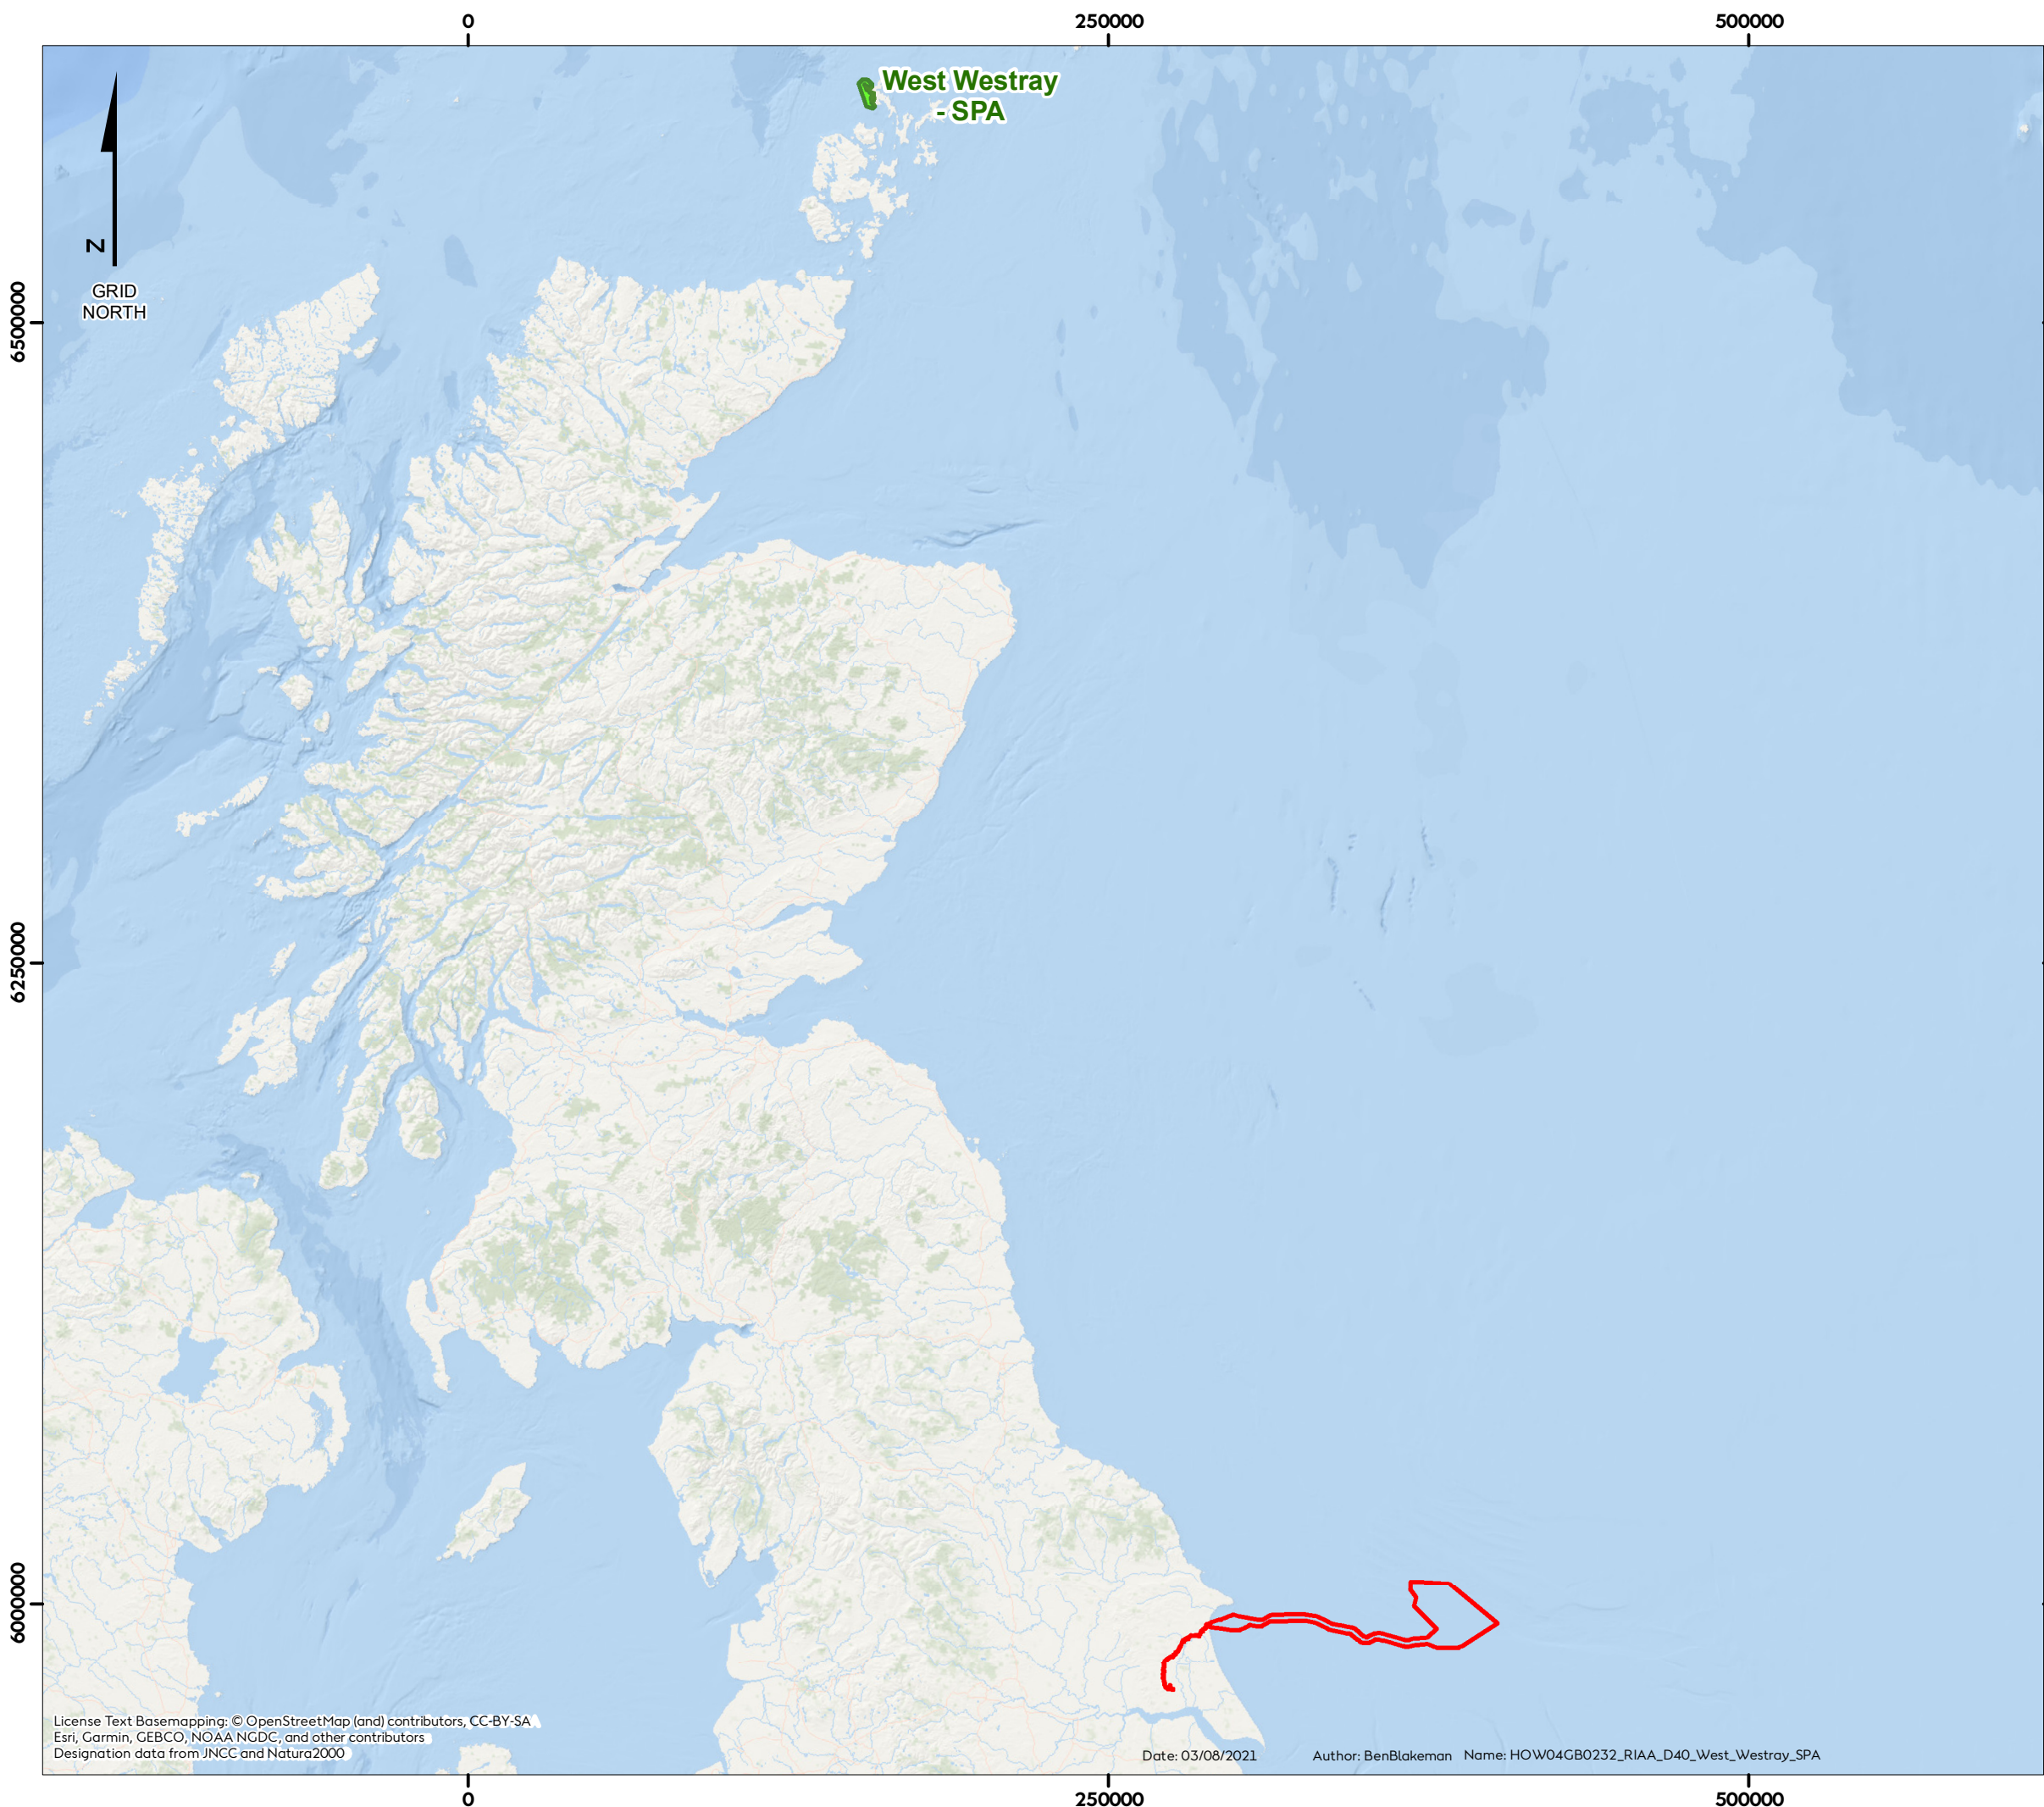 0 250000 500000
West Westray
- SPA
N
GRID
NORTH
6500000
6250000
6000000
License Text Basemapping: © OpenStreetMap (and) contributors, CC-BY-SA
Esri, Garmin, GEBCO, NOAA NGDC, and other contributors
Designation data from JNCC and Natura2000
Date: 03/08/2021 Author: BenBlakeman Name: HOW04GB0232_RIAA_D40_West_Westray_SPA
0 250000 500000